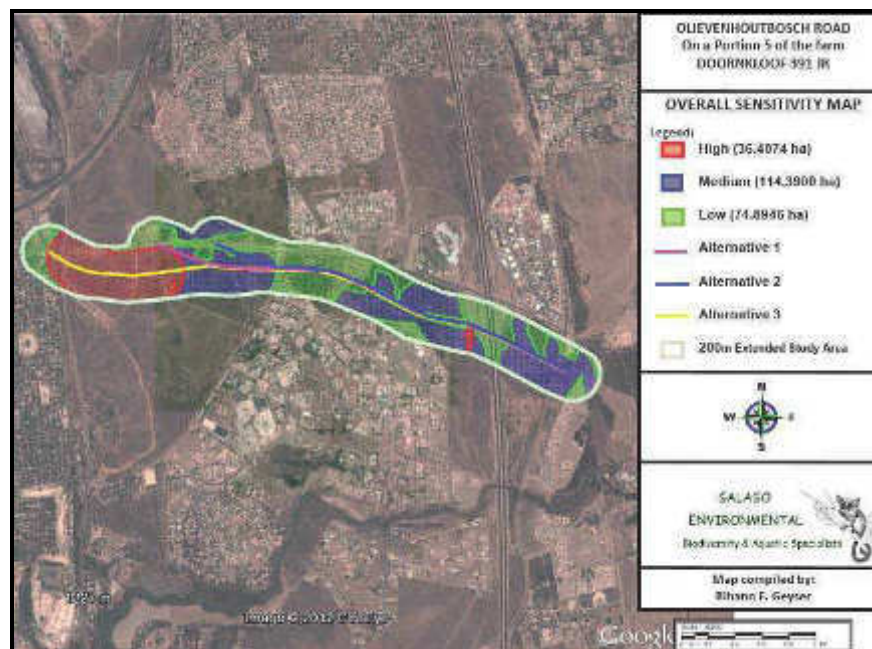 OLIEVENHOUTBOSCH ROAD
On a Portion 5 of the farm
DOORNKLOOF 391 JR
OVERALL SENSITIVITY MAP
Legend:
High (36.4074 ha)
Medium (114.3900 ha)
Low (74.8946 ha)
Alternative 1
Alternative 2
Alternative 3
200m Extended Study Area
N
W
S
ENVIRONMENTAL
Biodiversity & Aquatic Specialists
Map compiled by:
Google